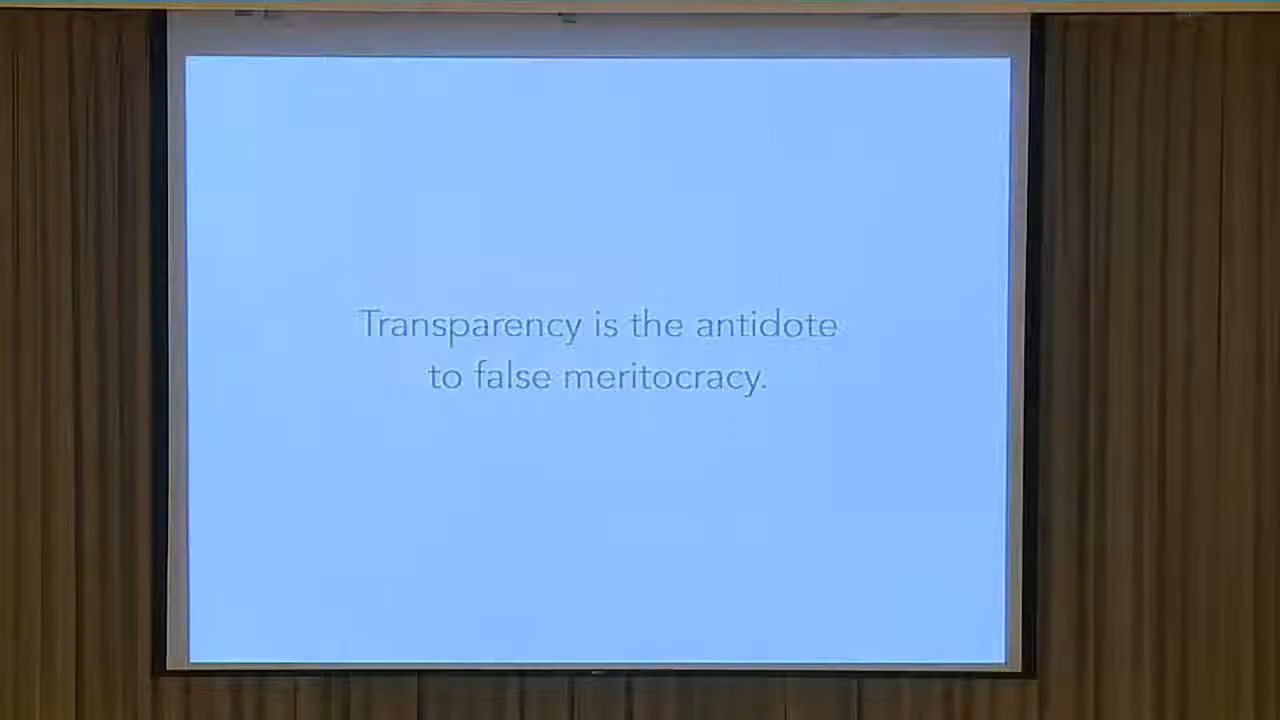 Transparency is the antidote
to false meritocracy.